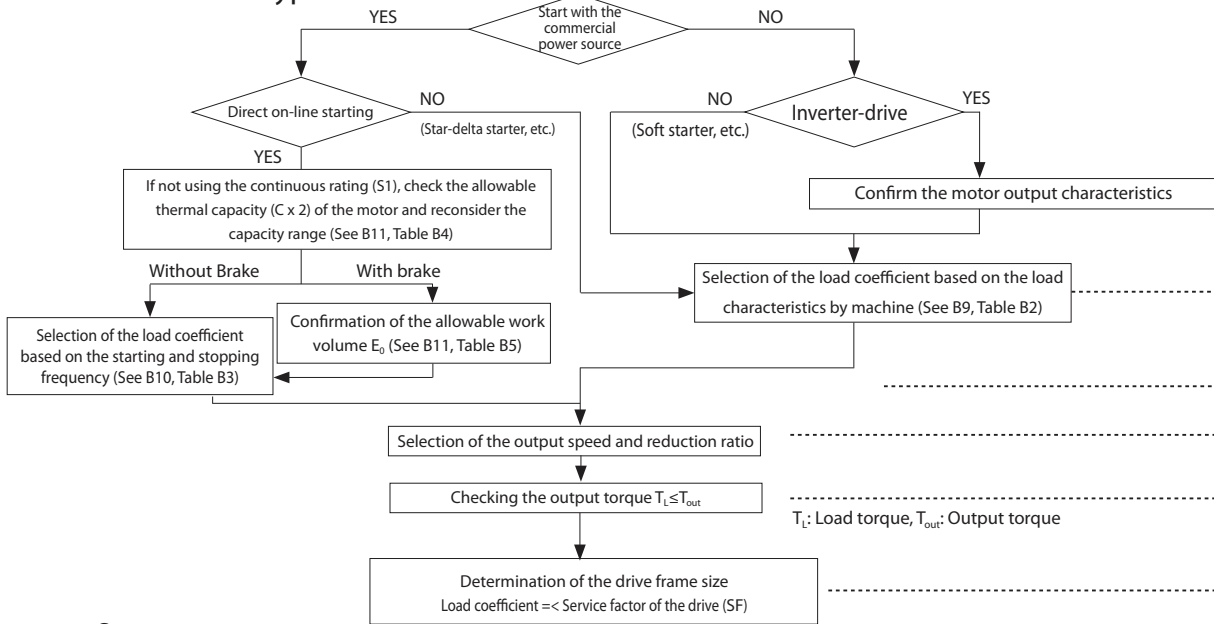 YES
Start with the
commercial
power source
NO
Direct on-line starting
NO
(Star-delta starter, etc.)
NO
(Soft starter, etc.)
Inverter-drive
YES
YES
If not using the continuous rating (S1), check the allowable
thermal capacity (C x 2) of the motor and reconsider the
capacity range (See B11, Table B4)
Confirm the motor output characteristics
Without Brake
With brake
Selection of the load coefficient based on the load
characteristics by machine (See B9, Table B2)
Selection of the load coefficient
based on the starting and stopping
frequency (See B10, Table B3)
Confirmation of the allowable work
volume E₀ (See B11, Table B5)
Selection of the output speed and reduction ratio
Checking the output torque T_L≤T_out
T_L: Load torque, T_out: Output torque
Determination of the drive frame size
Load coefficient =< Service factor of the drive (SF)